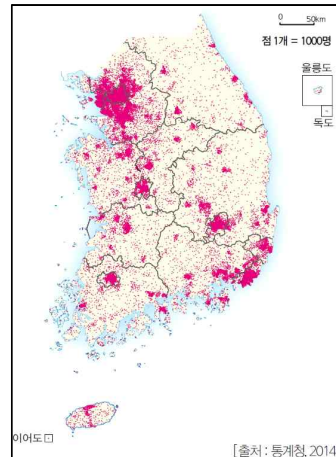 0 50km
점 1개 = 1000명
울릉도
독도
이어도
[출처 : 통계청, 2014